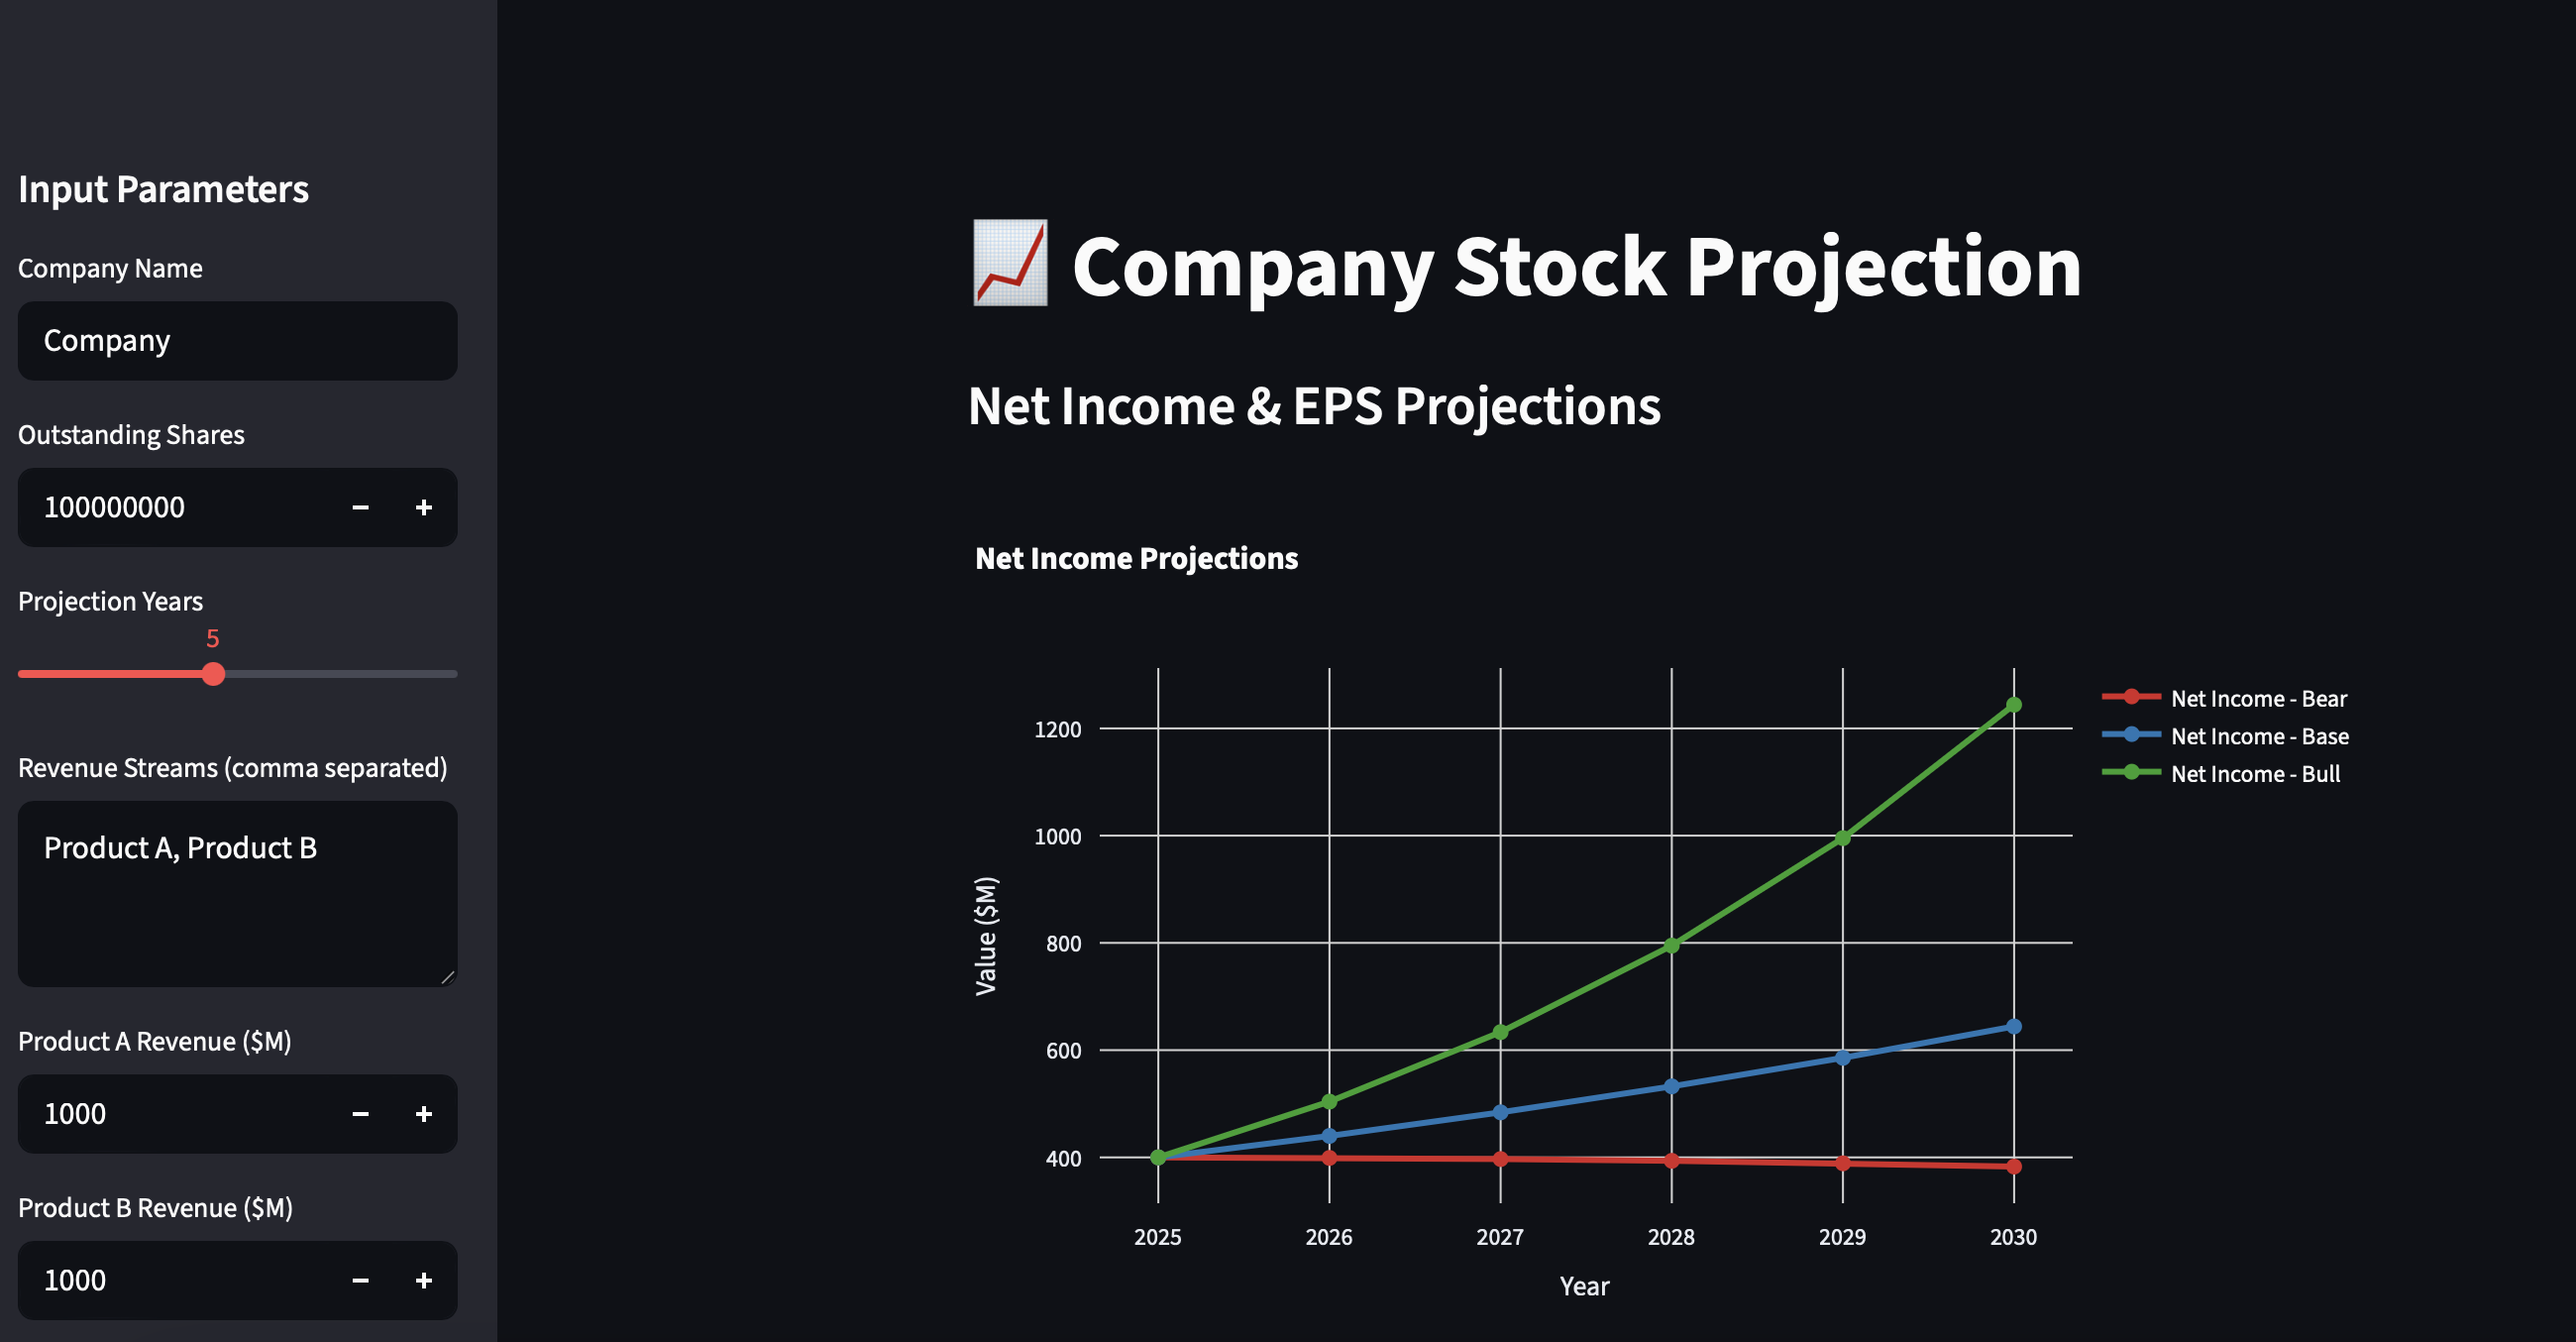 Input Parameters
Company Name
Company
Outstanding Shares
100000000
Projection Years
5
Revenue Streams (comma separated)
Product A, Product B
Product A Revenue ($M)
1000
Product B Revenue ($M)
1000
Company Stock Projection
Net Income & EPS Projections
Net Income Projections
Net Income - Bear
Net Income - Base
Net Income - Bull
Value ($M)
1200
1000
800
600
400
2025 2026 2027 2028 2029 2030
Year